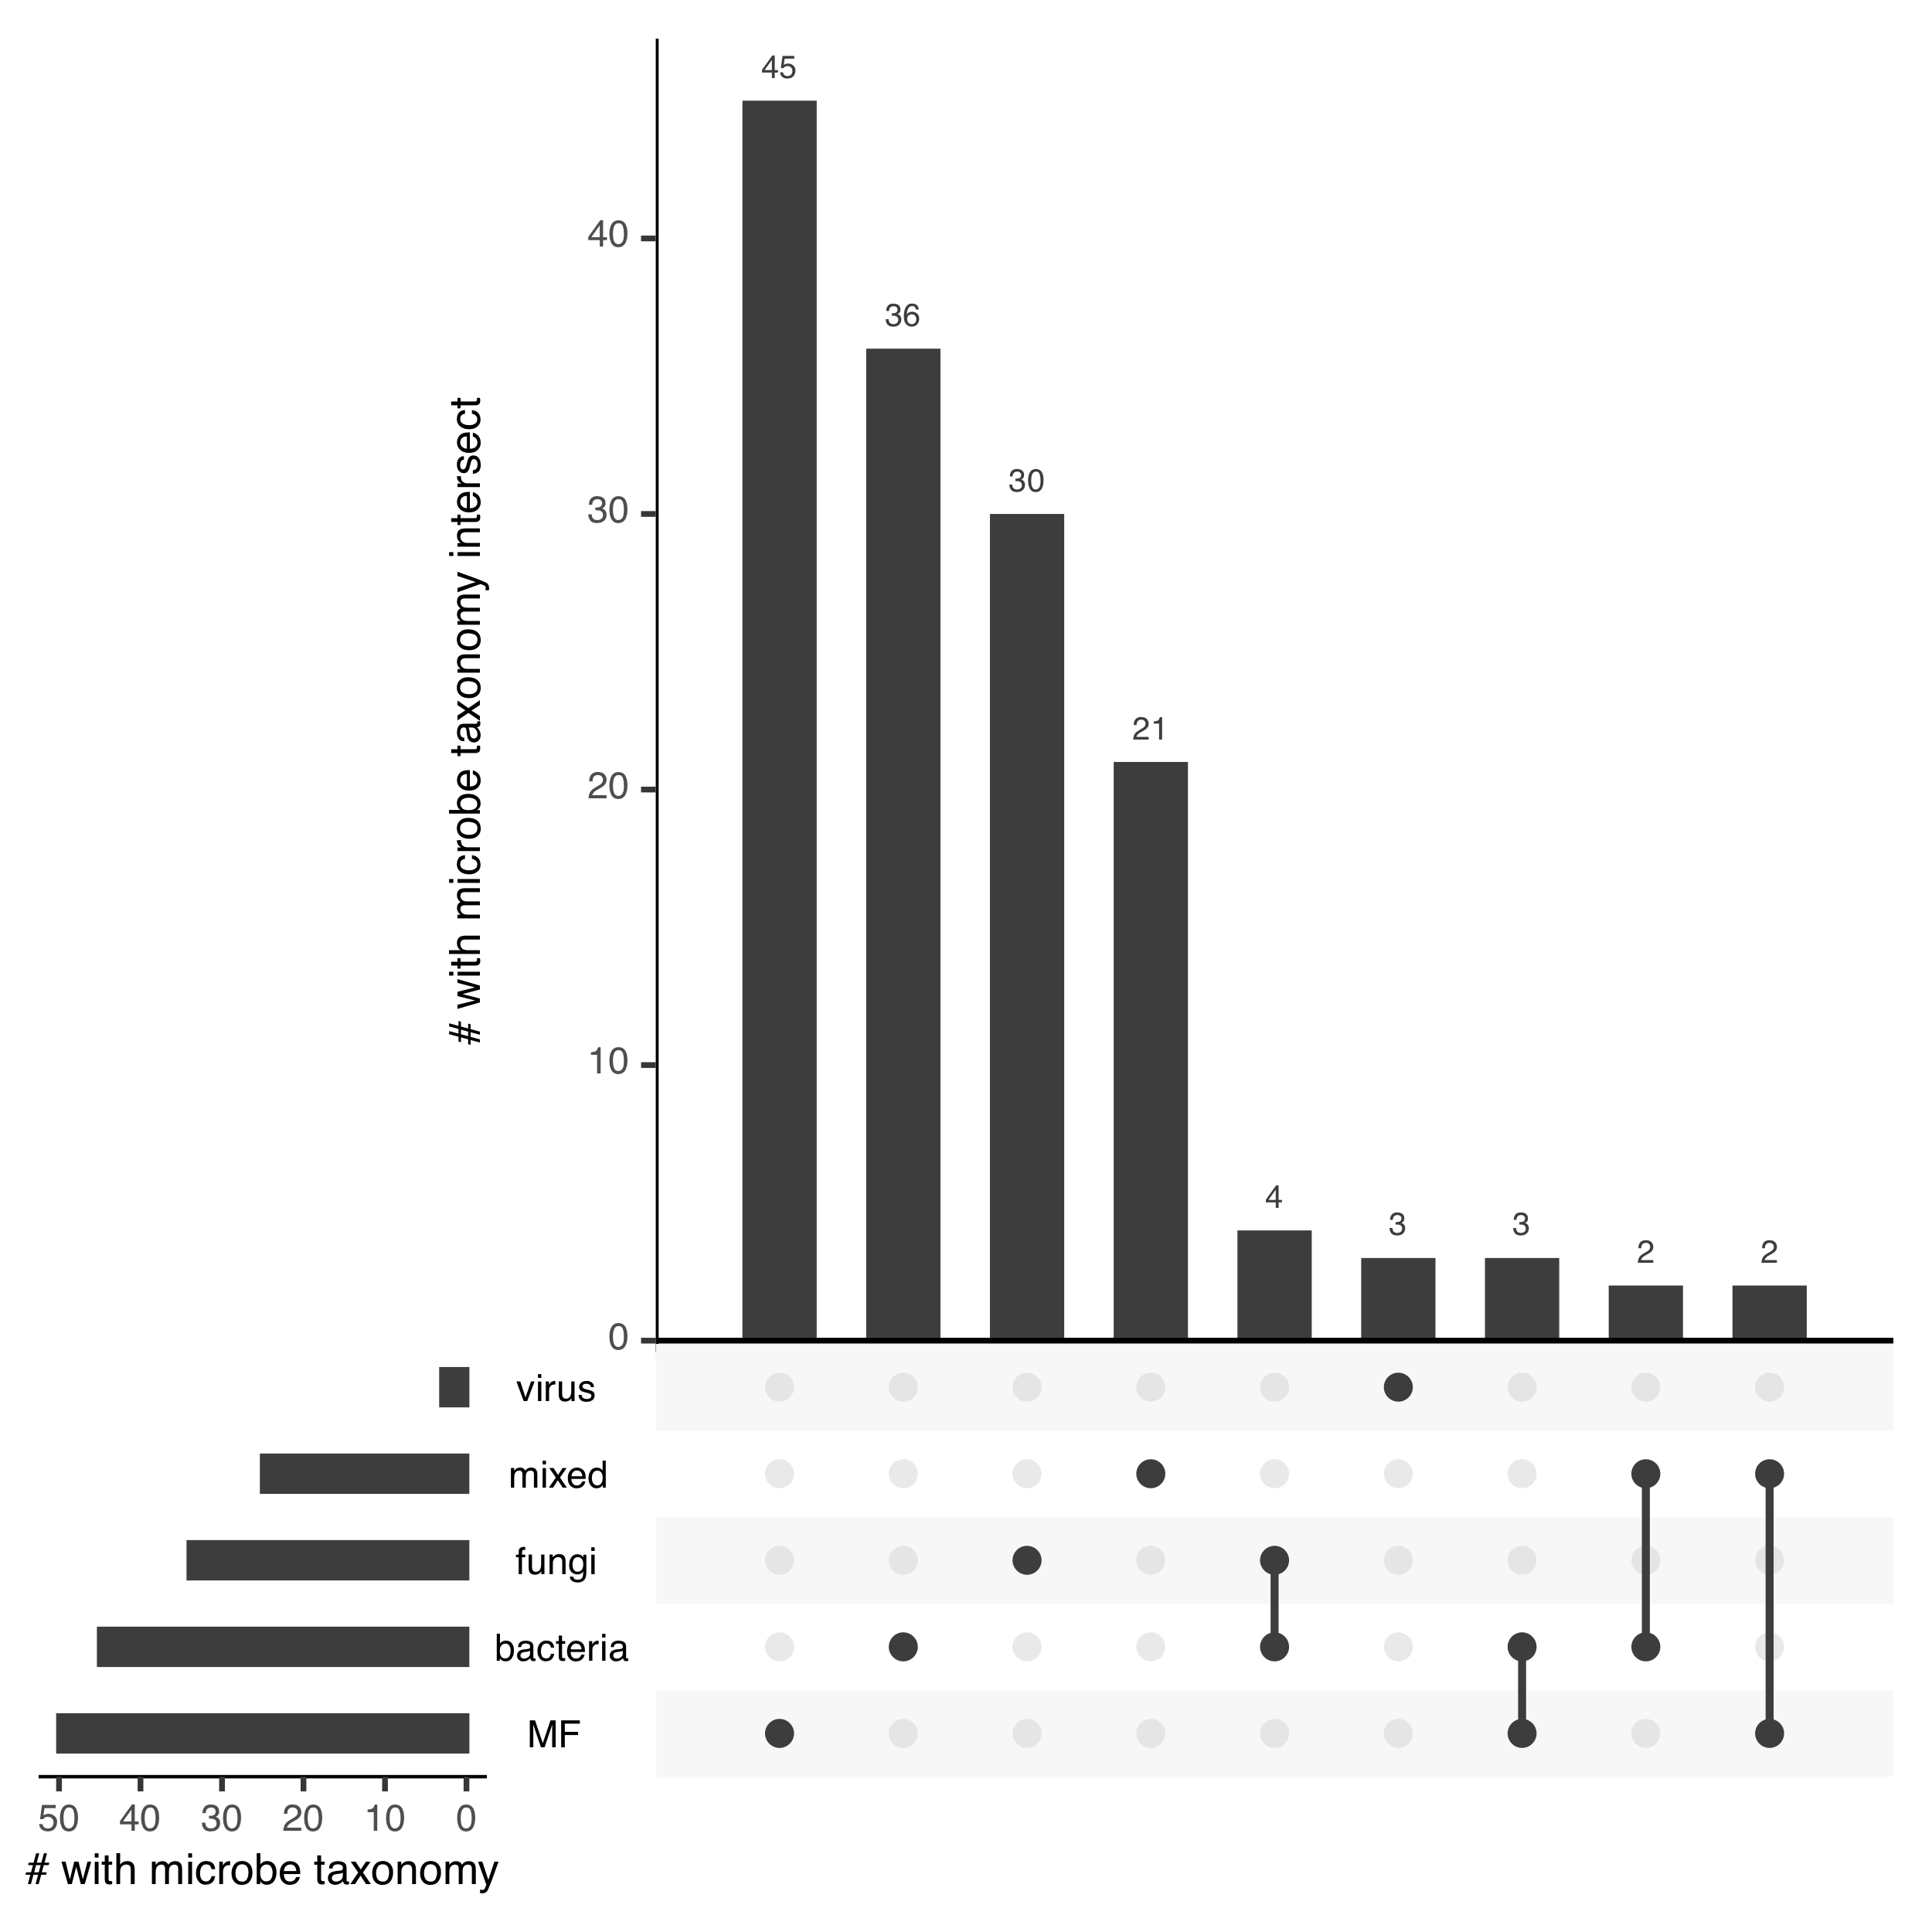 45
36
30
21
4
3
3
2
2
40
30
20
10
0
# with microbe taxonomy intersect
virus
mixed
fungi
bacteria
MF
50 40 30 20 10 0
# with microbe taxonomy